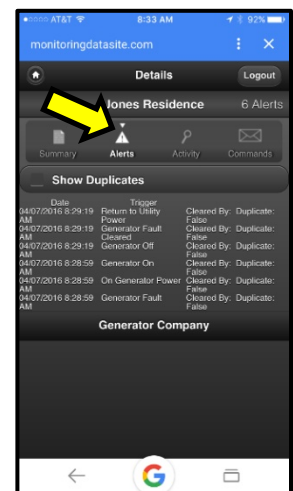 AT&T 8:33 AM 92%
monitoringdatasite.com
Details Logout
Jones Residence 6 Alerts
Summary Alerts Activity Commands
Show Duplicates
Date Trigger
04/07/2016 8:29:19 AM Return to Utility Power Cleared By: Duplicate: False
04/07/2016 8:29:19 AM Generator Fault Cleared Cleared By: Duplicate: False
04/07/2016 8:29:19 AM Generator Off Cleared By: Duplicate: False
04/07/2016 8:28:59 AM Generator On Cleared By: Duplicate: False
04/07/2016 8:28:59 AM On Generator Power Cleared By: Duplicate: False
04/07/2016 8:28:59 AM Generator Fault Cleared By: Duplicate: False
Generator Company
G